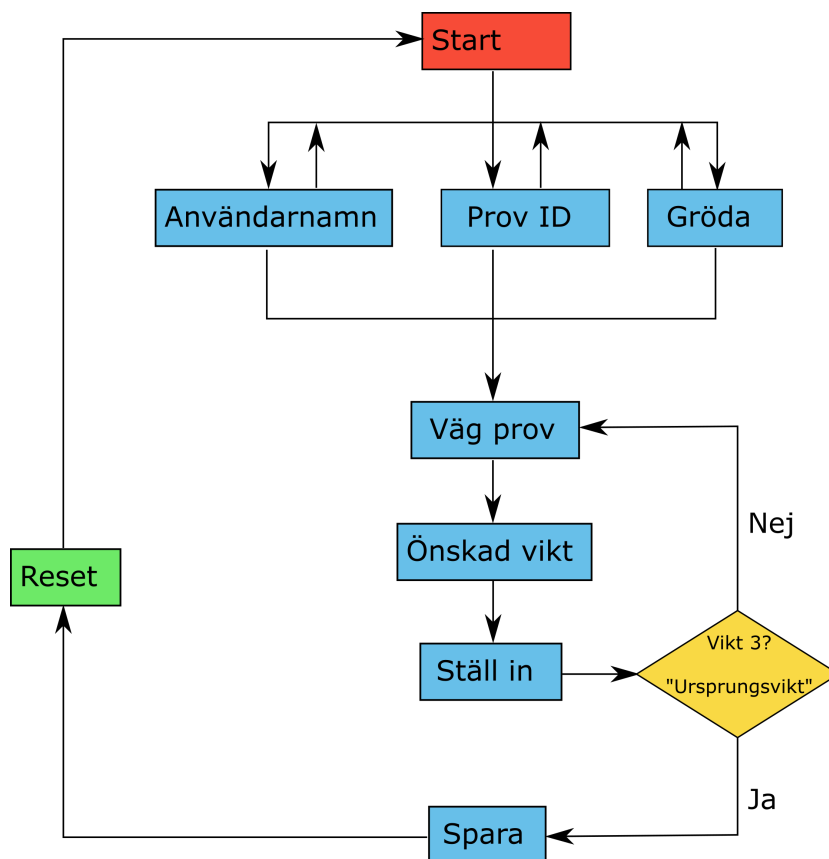 Start
Användarnamn
Prov ID
Gröda
Väg prov
Nej
Önskad vikt
Reset
Vikt 3?
"Ursprungsvikt"
Ställ in
Ja
Spara